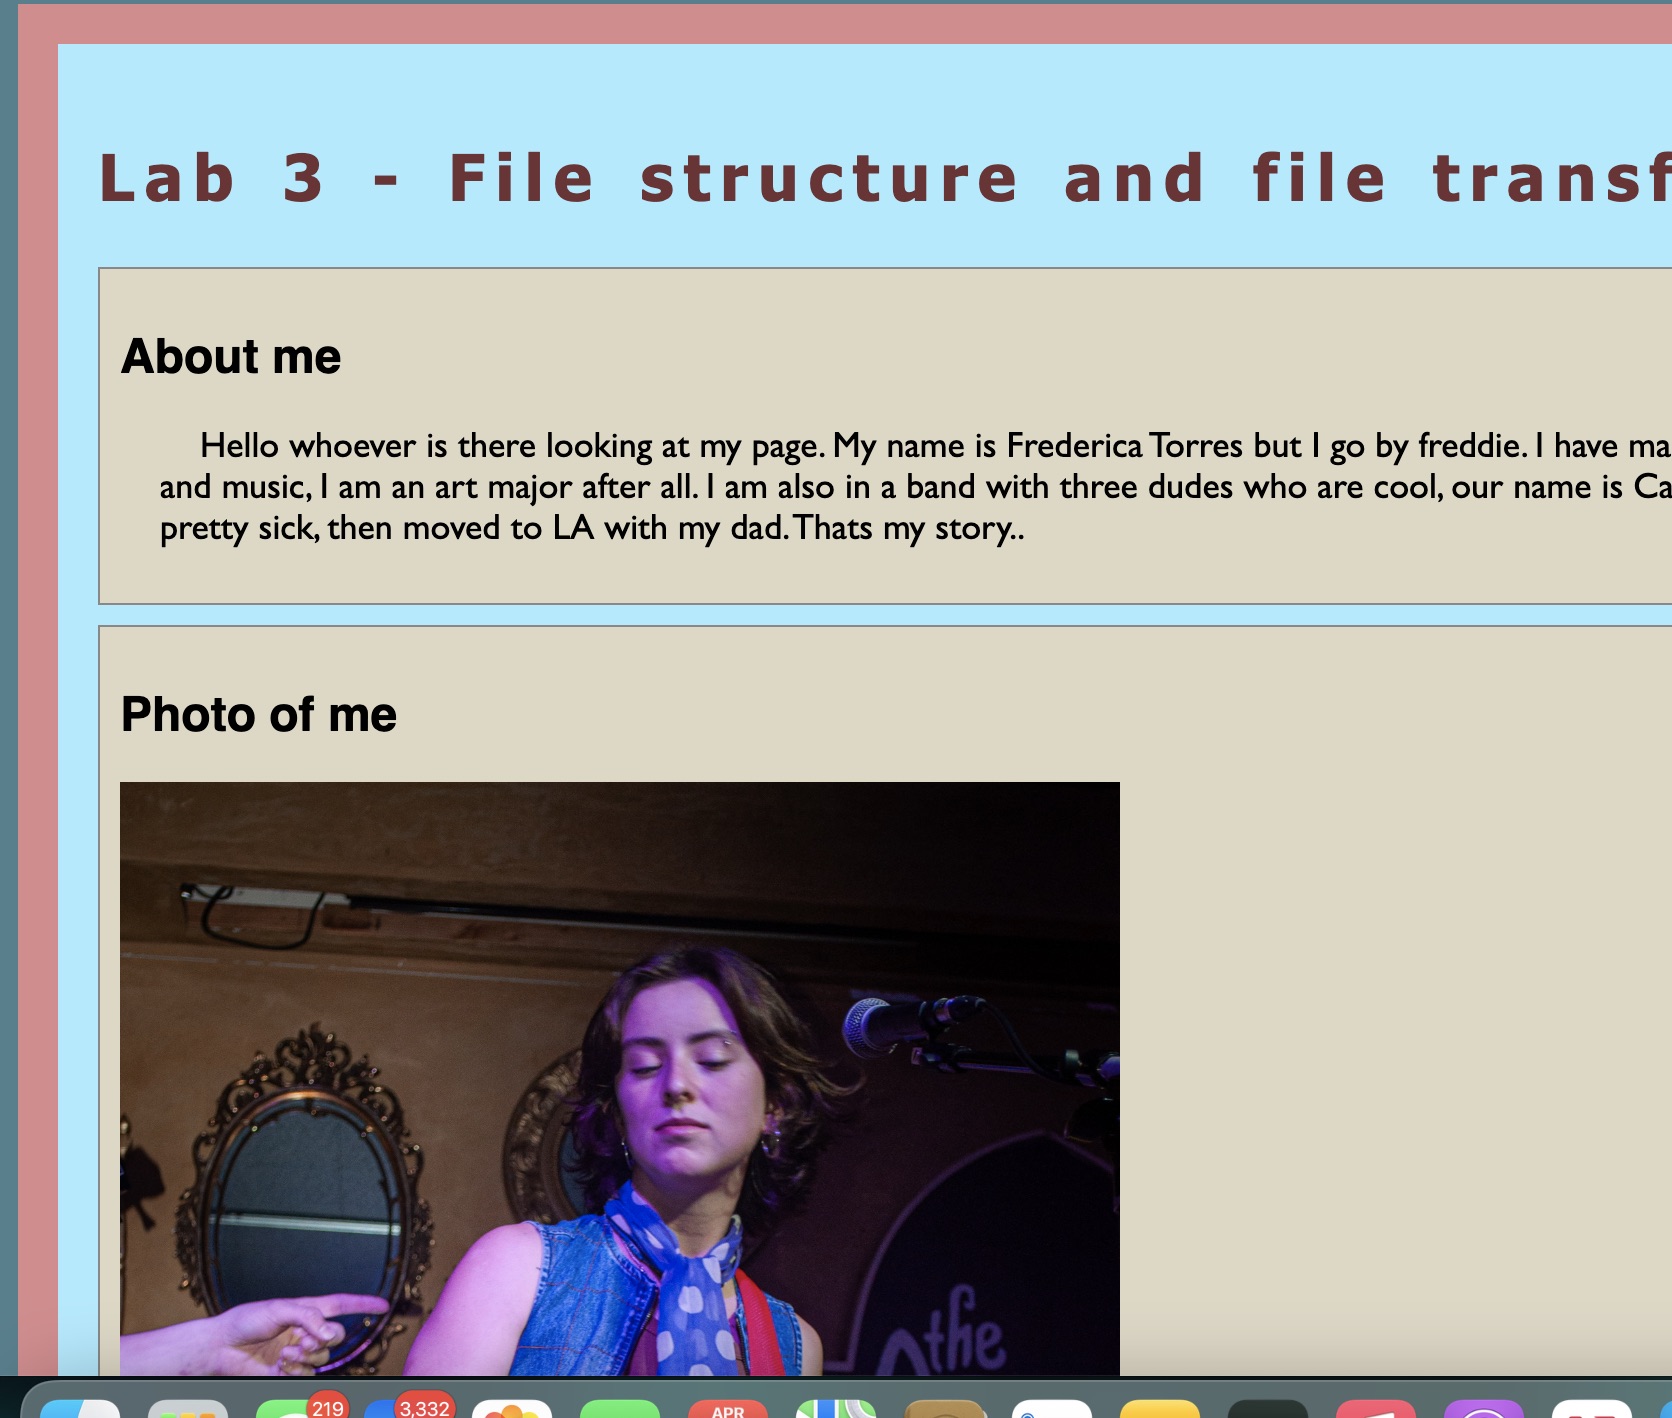 Lab 3 - File structure and file transf
About me
Hello whoever is there looking at my page. My name is Frederica Torres but I go by freddie. I have ma
and music, I am an art major after all. I am also in a band with three dudes who are cool, our name is Ca
pretty sick, then moved to LA with my dad. Thats my story..
Photo of me
the
219
3,332
APR